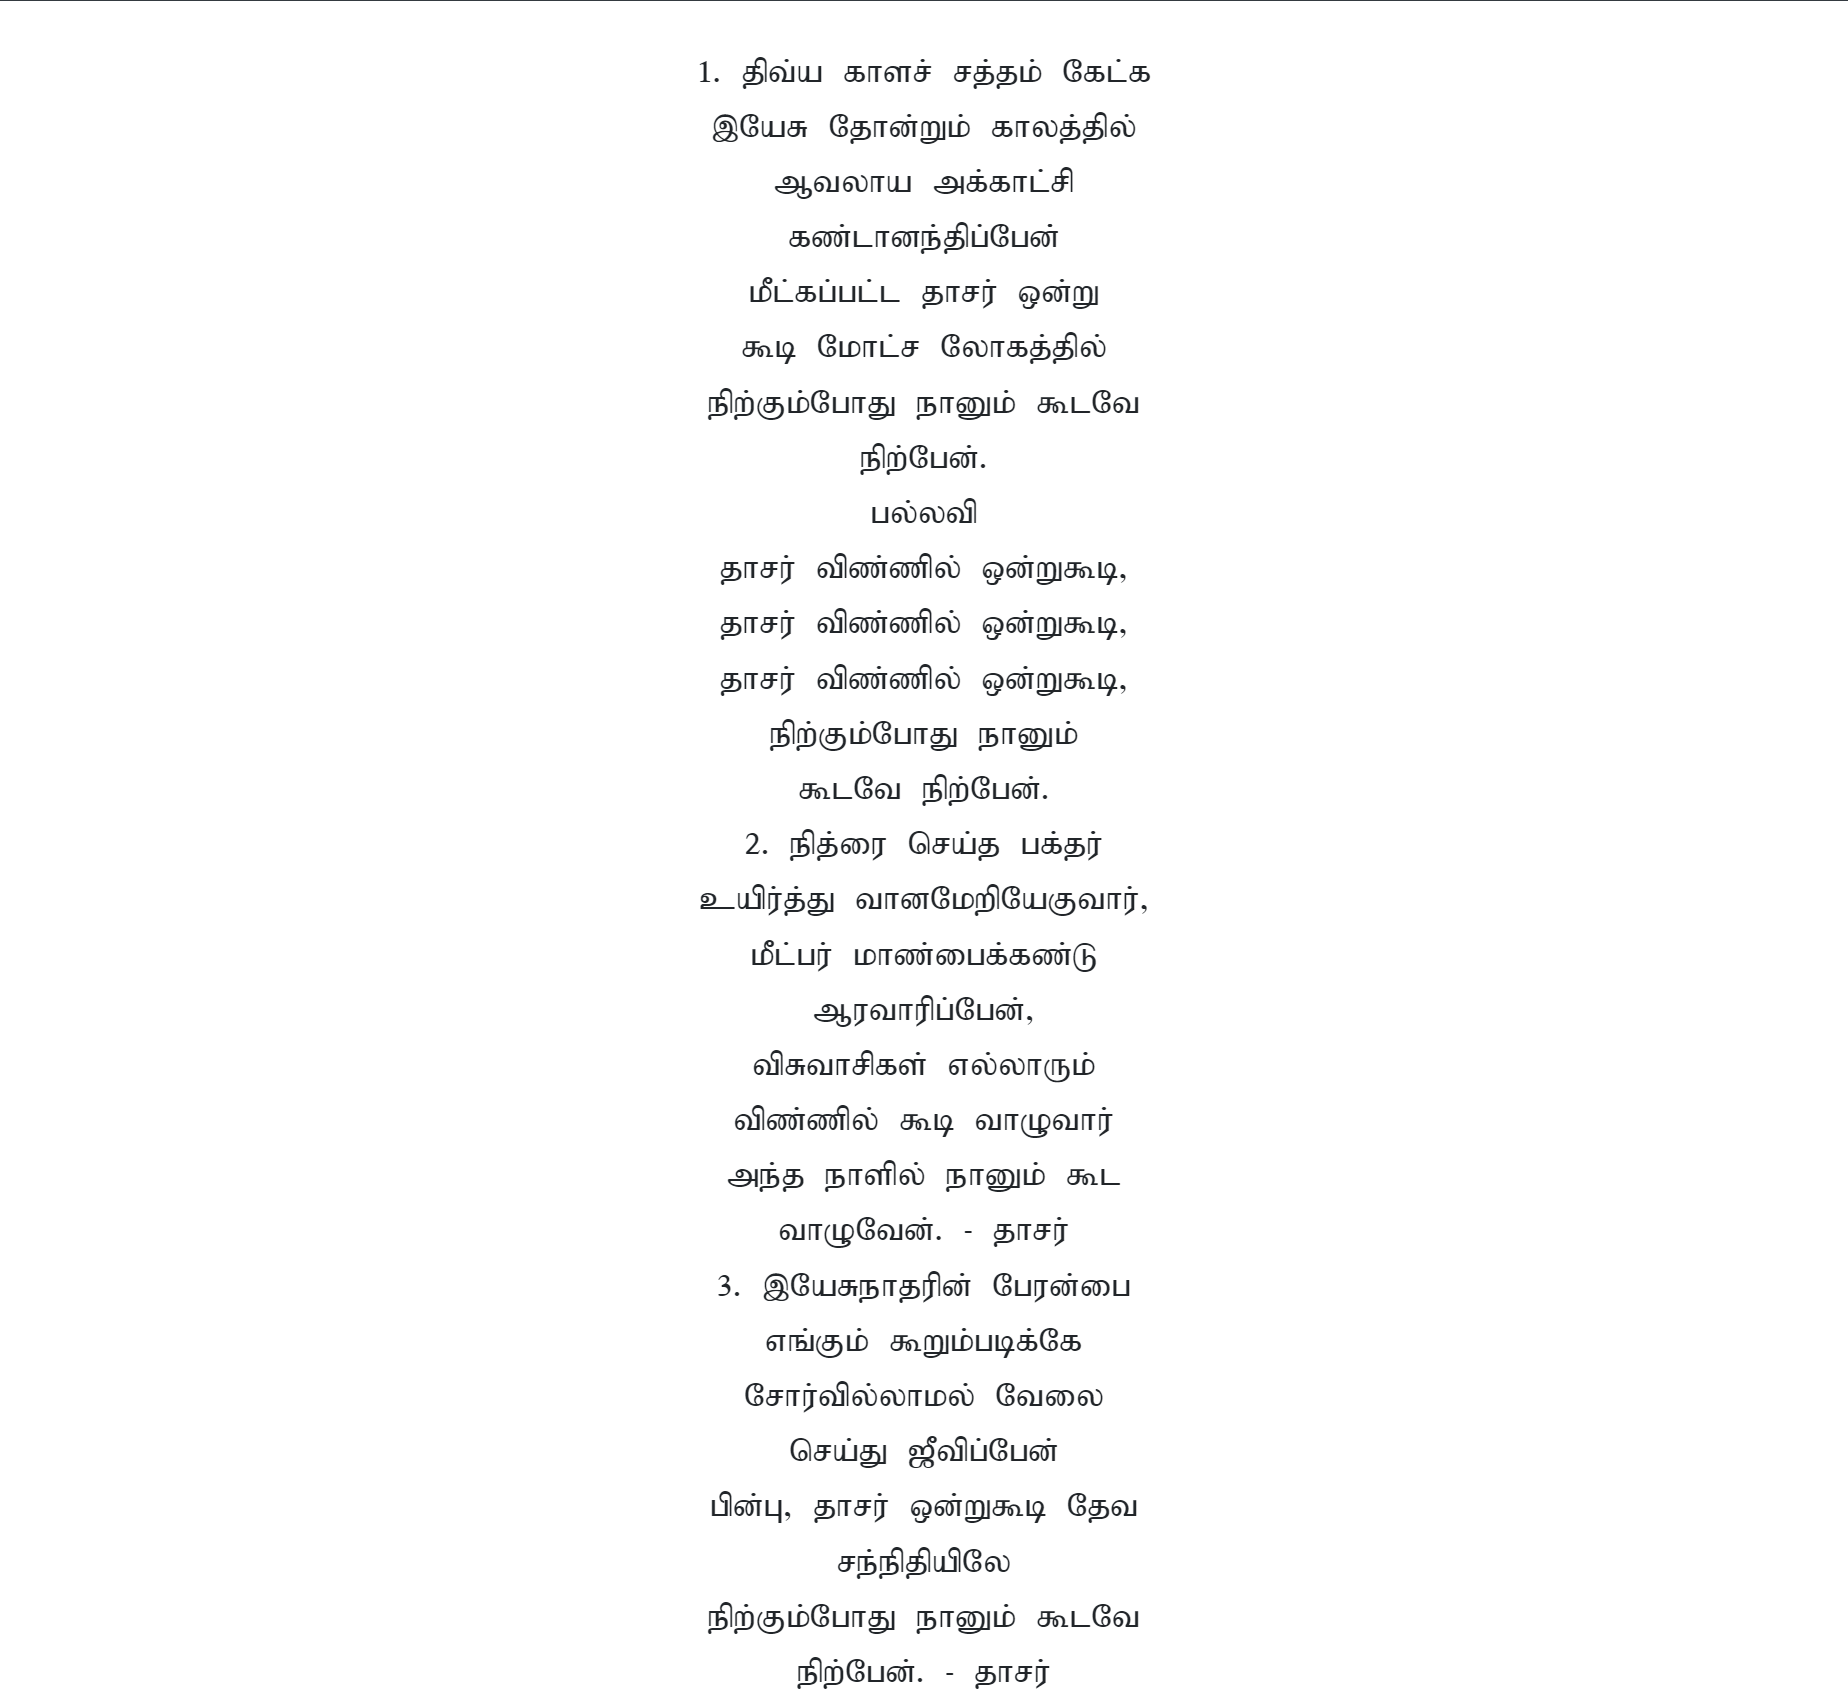 1. திவ்ய காளச் சத்தம் கேட்க
இயேசு தோன்றும் காலத்தில்
ஆவலாய அக்காட்சி
கண்டானந்திப்பேன்
மீட்கப்பட்ட தாசர் ஒன்று
கூடி மோட்ச லோகத்தில்
நிற்கும்போது நானும் கூடவே
நிற்பேன்.
பல்லவி
தாசர் விண்ணில் ஒன்றுகூடி,
தாசர் விண்ணில் ஒன்றுகூடி,
தாசர் விண்ணில் ஒன்றுகூடி,
நிற்கும்போது நானும்
கூடவே நிற்பேன்.
2. நித்ரை செய்த பக்தர்
உயிர்த்து வானமேறியேகுவார்,
மீட்பர் மாண்பைக்கண்டு
ஆரவாரிப்பேன்,
விசுவாசிகள் எல்லாரும்
விண்ணில் கூடி வாழுவார்
அந்த நாளில் நானும் கூட
வாழுவேன். - தாசர்
3. இயேசுநாதரின் பேரன்பை
எங்கும் கூறும்படிக்கே
சோர்வில்லாமல் வேலை
செய்து ஜீவிப்பேன்
பின்பு, தாசர் ஒன்றுகூடி தேவ
சந்நிதியிலே
நிற்கும்போது நானும் கூடவே
நிற்பேன். - தாசர்